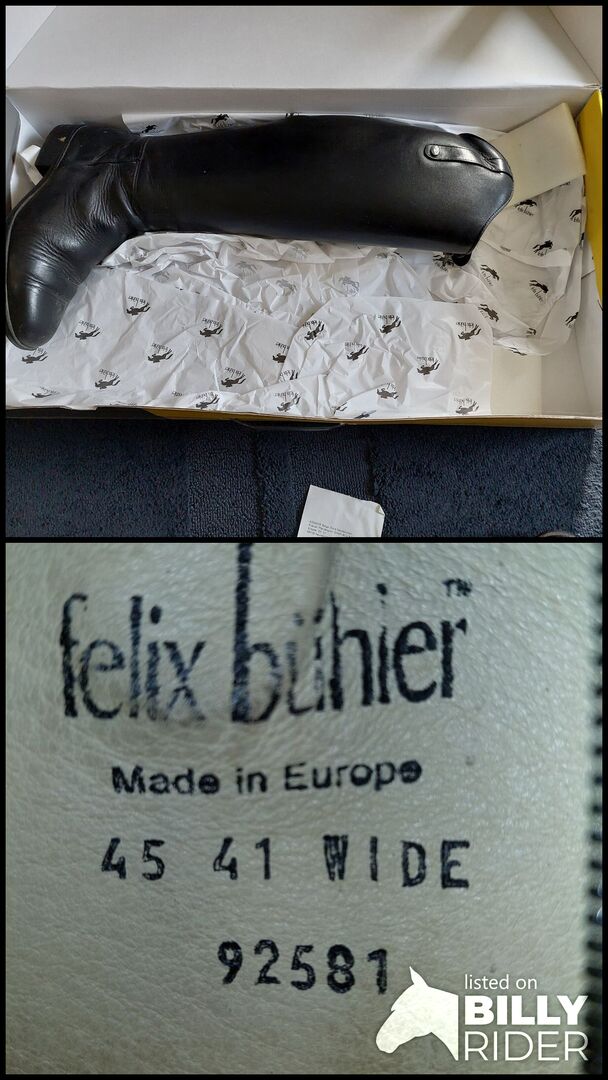 felix bühler™
Made in Europe
45 41 WIDE
92581
listed on
BILLY
RIDER